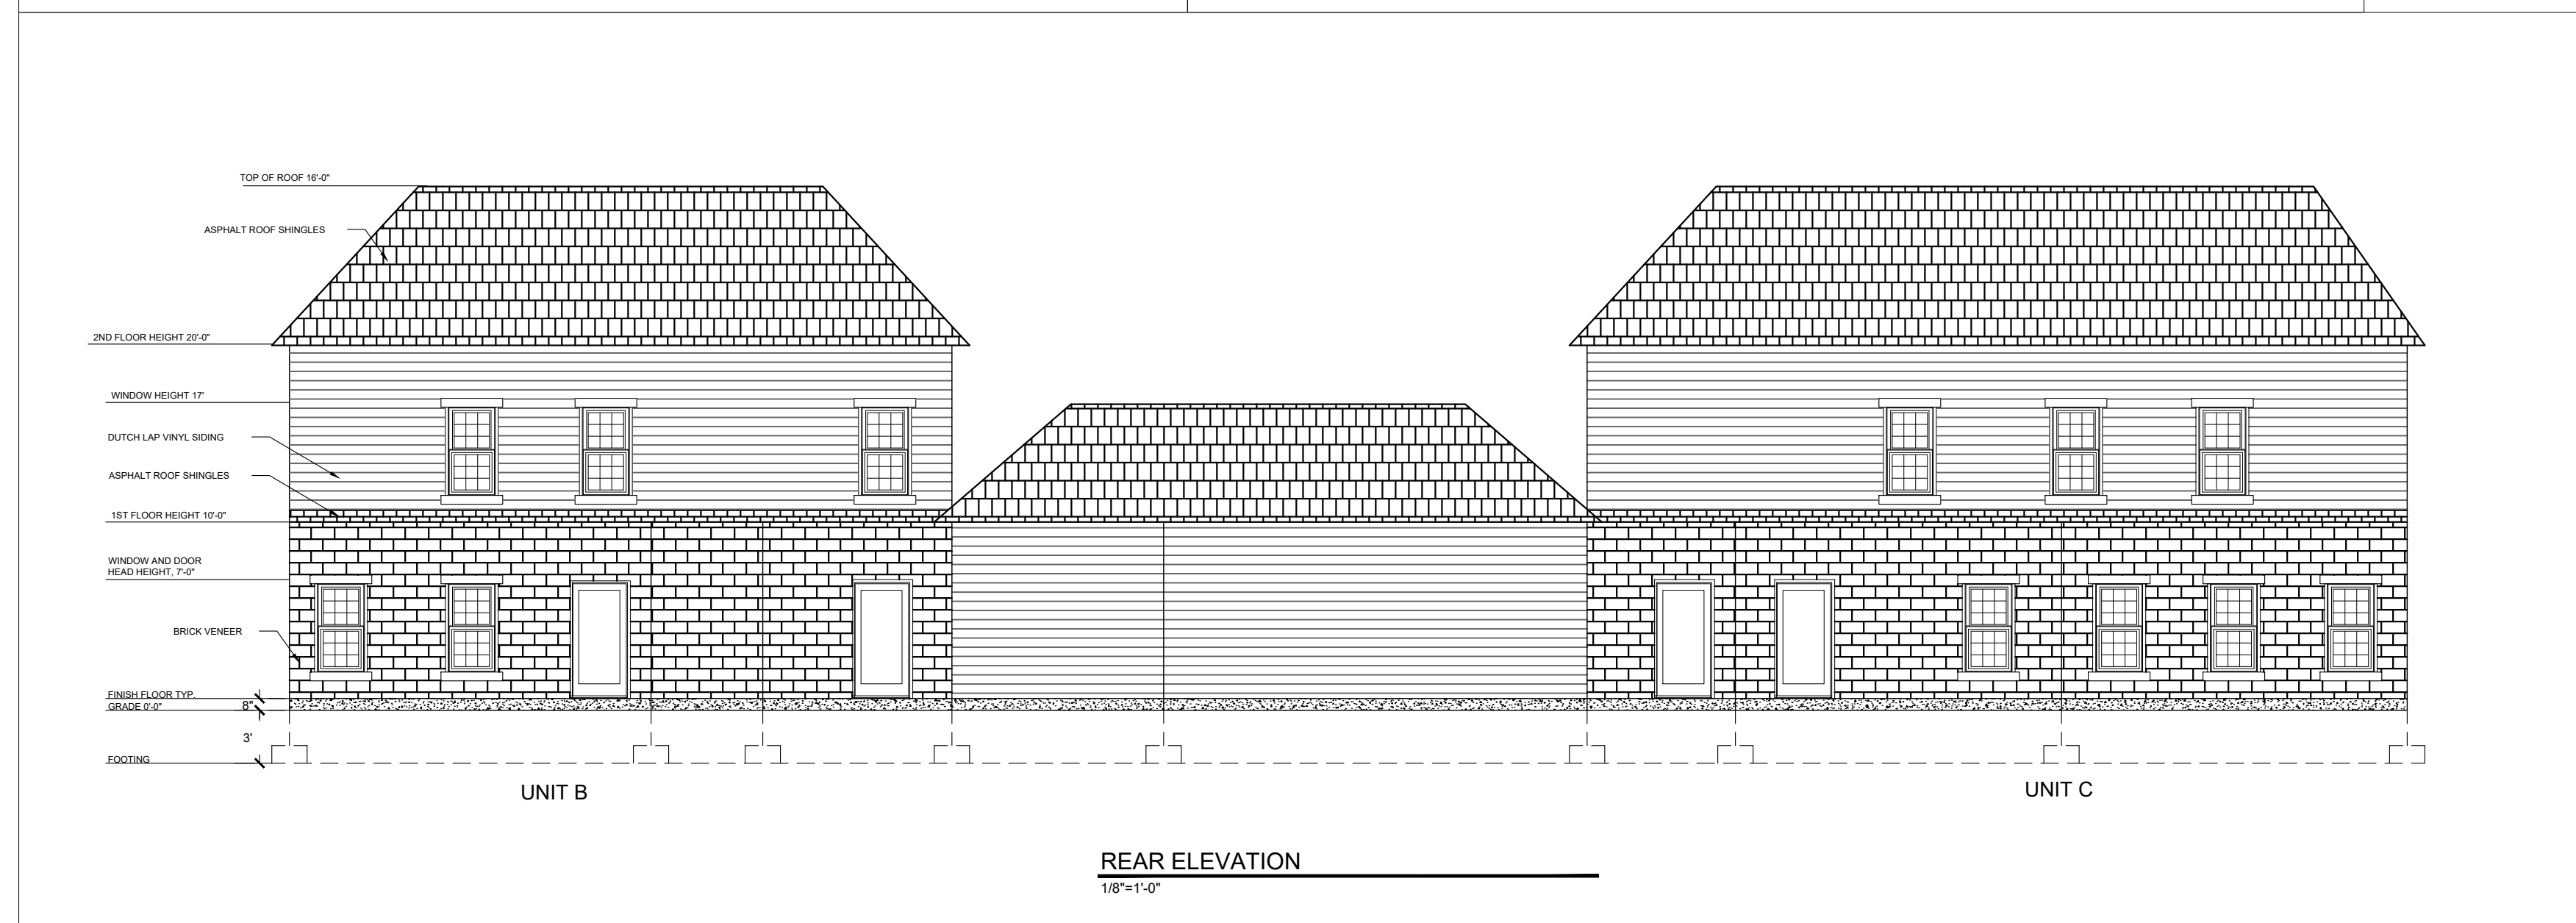 TOP OF ROOF 16'-0"
ASPHALT ROOF SHINGLES
2ND FLOOR HEIGHT 20'-0"
WINDOW HEIGHT 17'
DUTCH LAP VINYL SIDING
ASPHALT ROOF SHINGLES
1ST FLOOR HEIGHT 10'-0"
WINDOW AND DOOR
HEAD HEIGHT, 7'-0"
BRICK VENEER
FINISH FLOOR TYP.
GRADE 0'-0"
8"
3'
FOOTING
UNIT B
UNIT C
REAR ELEVATION
1/8"=1'-0"